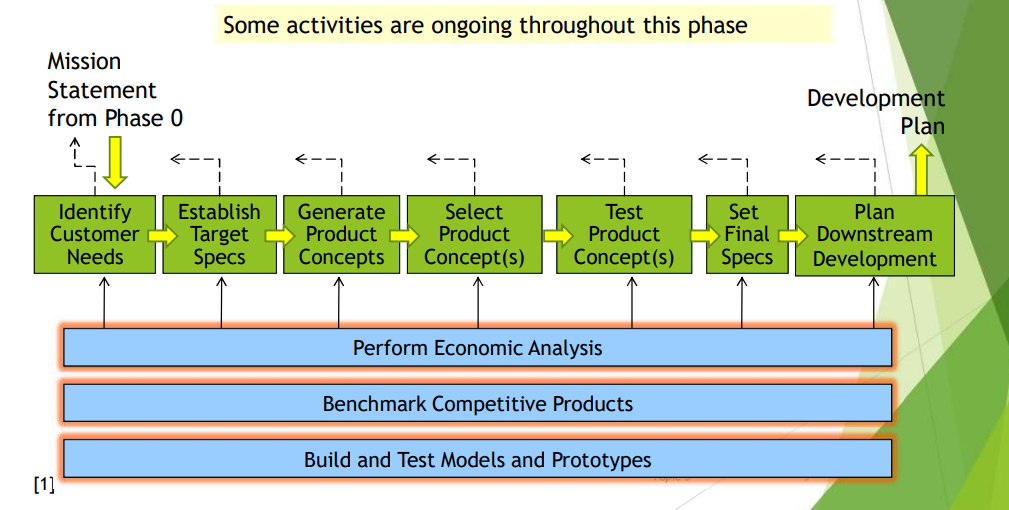 Some activities are ongoing throughout this phase
Mission
Statement
from Phase 0
Development
Plan
Identify
Customer
Needs
Establish
Target
Specs
Generate
Product
Concepts
Select
Product
Concept(s)
Test
Product
Concept(s)
Set
Final
Specs
Plan
Downstream
Development
Perform Economic Analysis
Benchmark Competitive Products
Build and Test Models and Prototypes
[1]